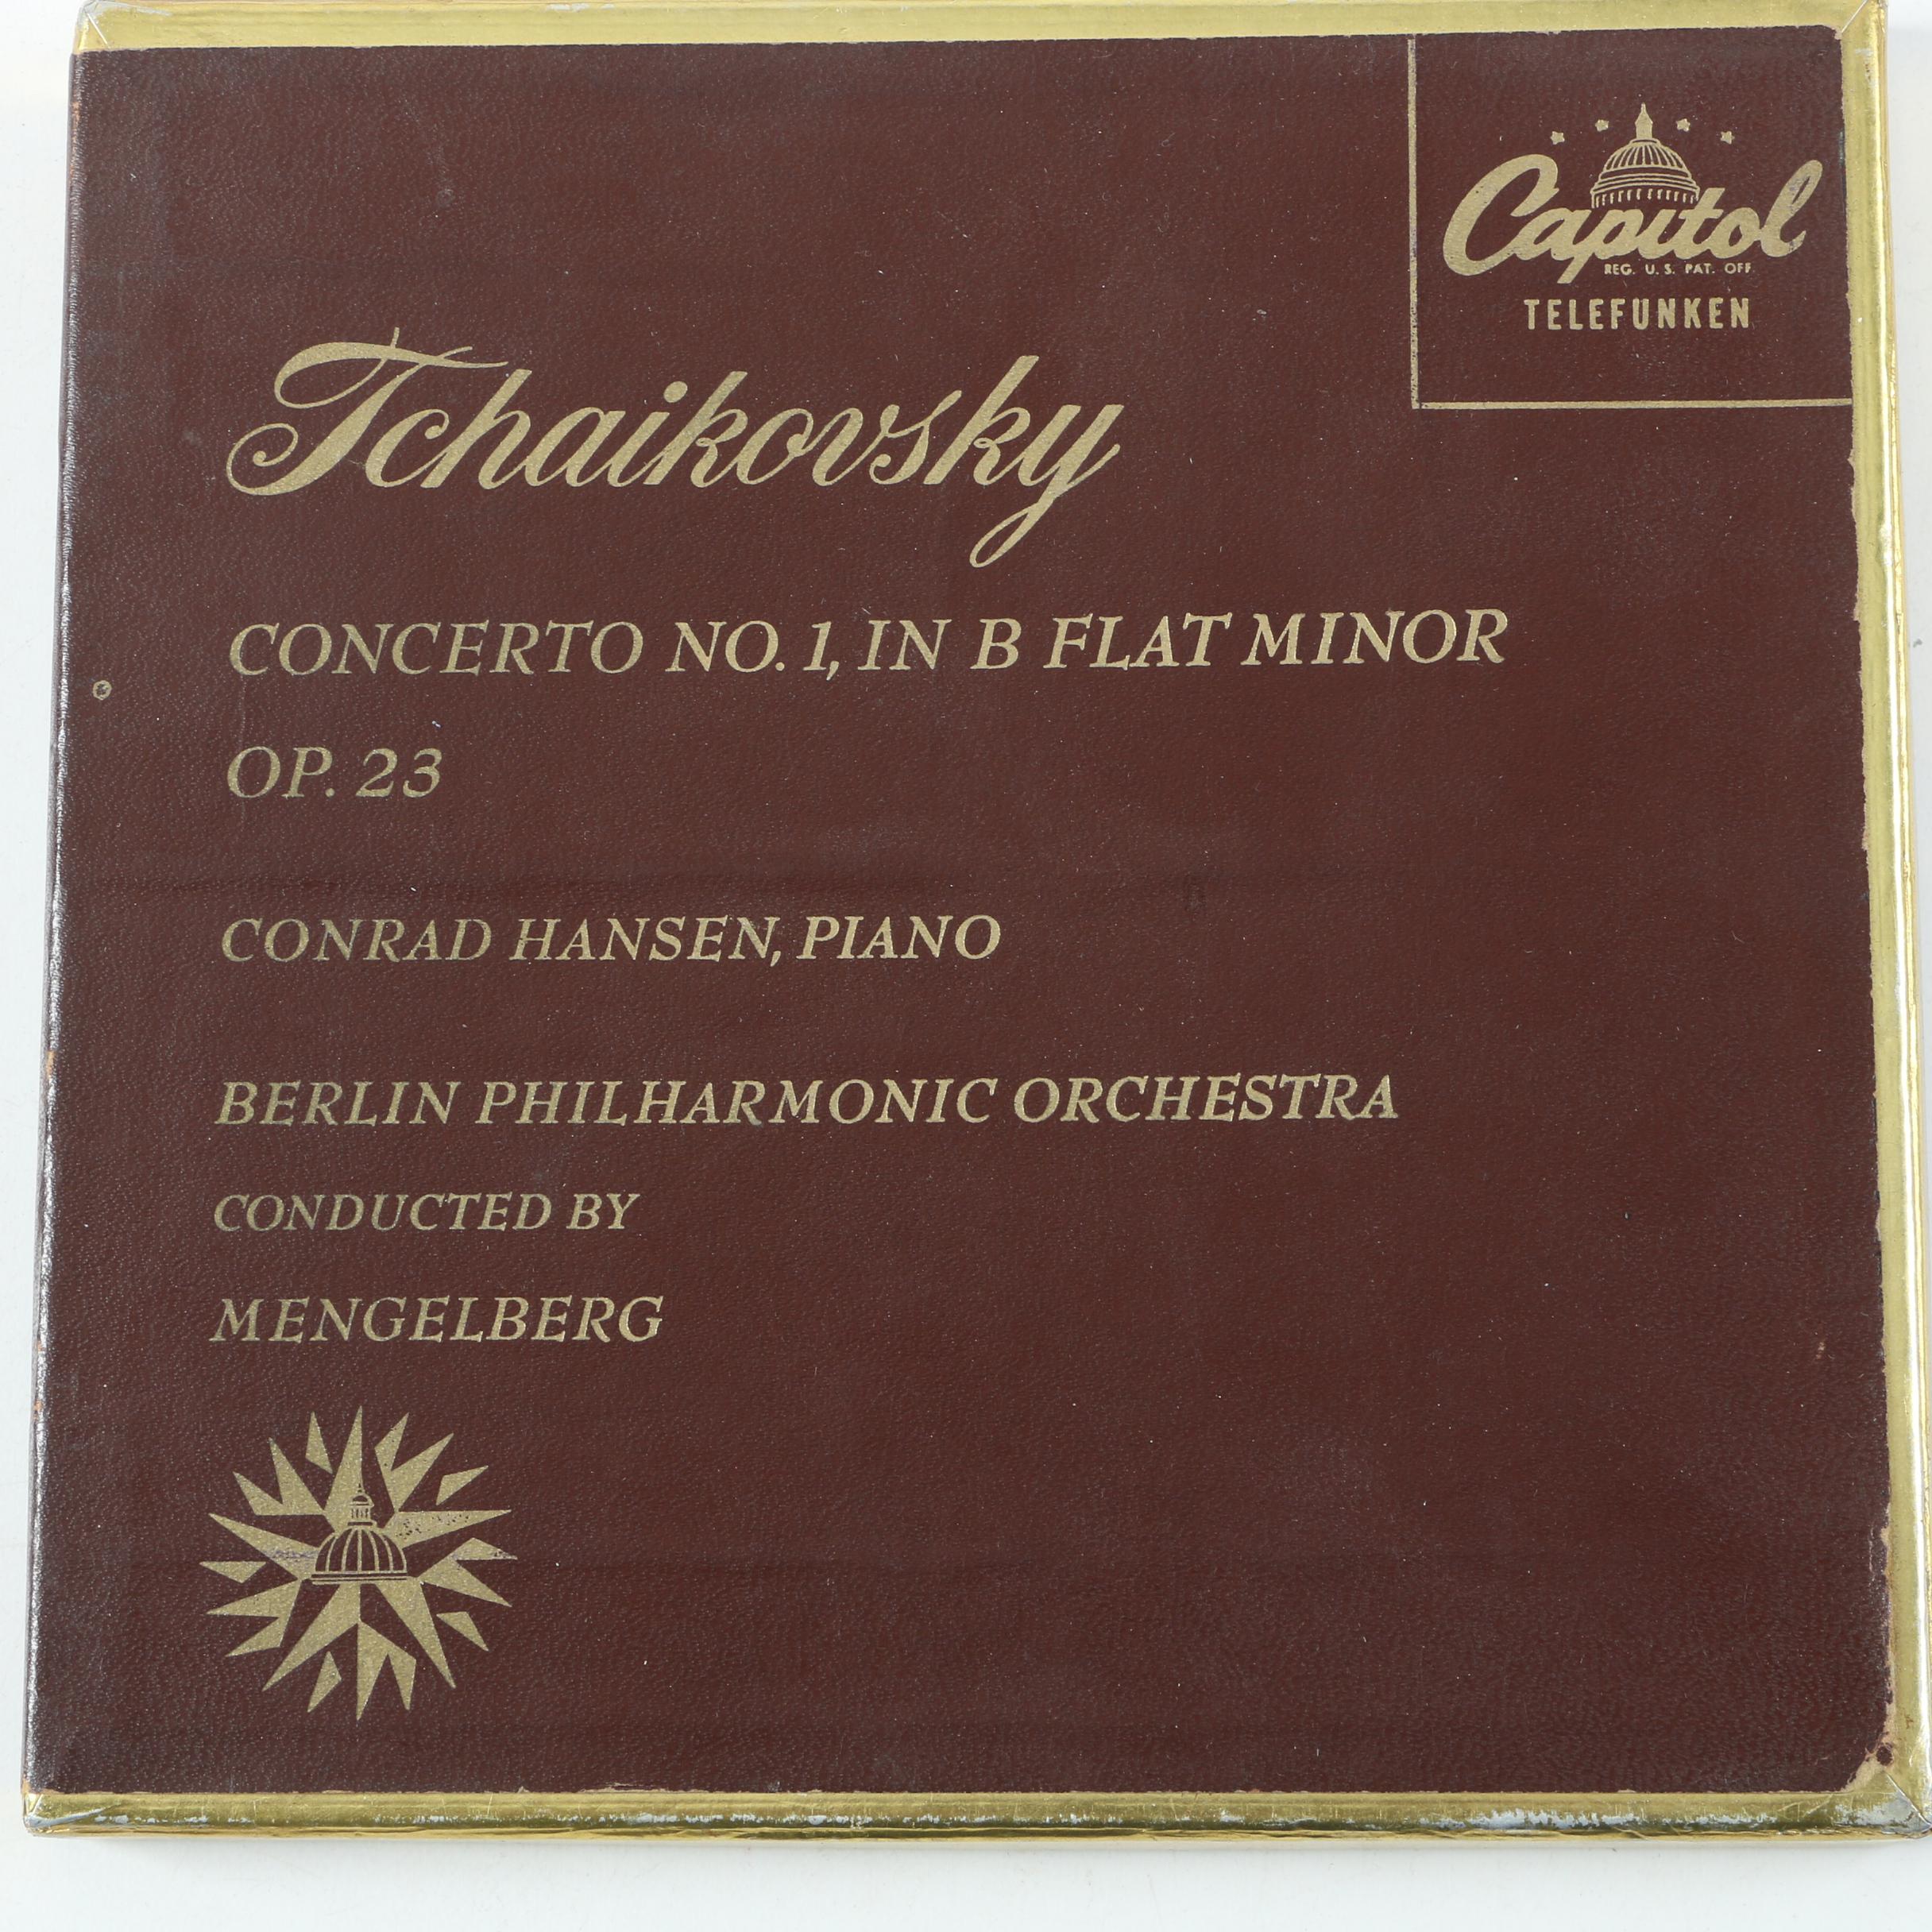 Capitol
REG. U.S. PAT. OFF.
TELEFUNKEN
Tchaikovsky
CONCERTO NO. 1, IN B FLAT MINOR
OP. 23
CONRAD HANSEN, PIANO
BERLIN PHILHARMONIC ORCHESTRA
CONDUCTED BY
MENGELBERG